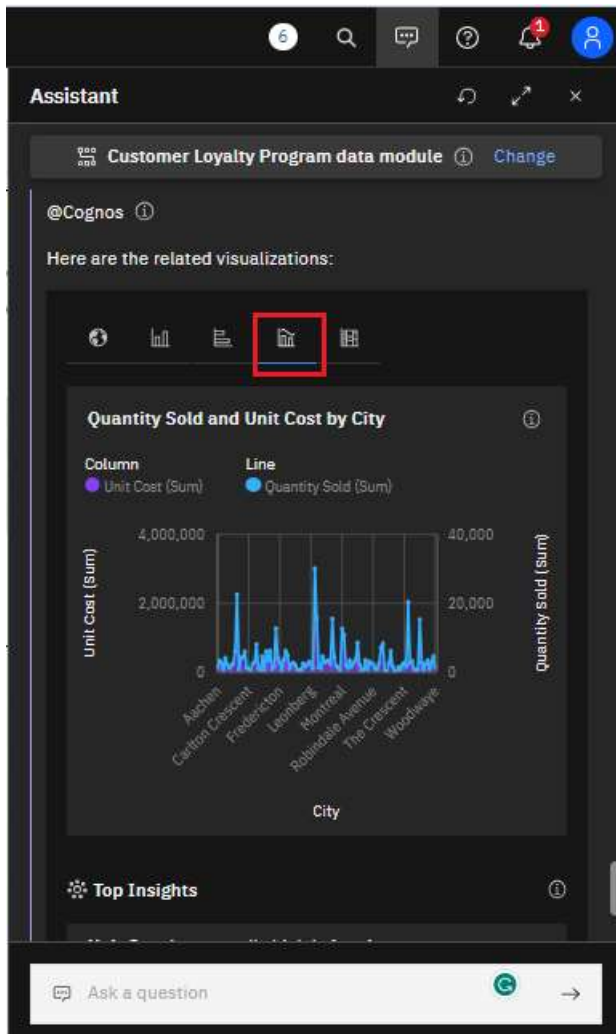 6
1
Assistant
Customer Loyalty Program data module
Change
@Cognos
Here are the related visualizations:
Quantity Sold and Unit Cost by City
Column
Line
Unit Cost (Sum)
Quantity Sold (Sum)
4,000,000
40,000
Unit Cost (Sum)
Quantity sold (Sum)
2,000,000
20,000
0
0
Auchan
Carlton Crescent
Fredericton
Leonberg
Montreal
Robindale Avenue
The Crescent
Woodwaye
City
Top Insights
Ask a question